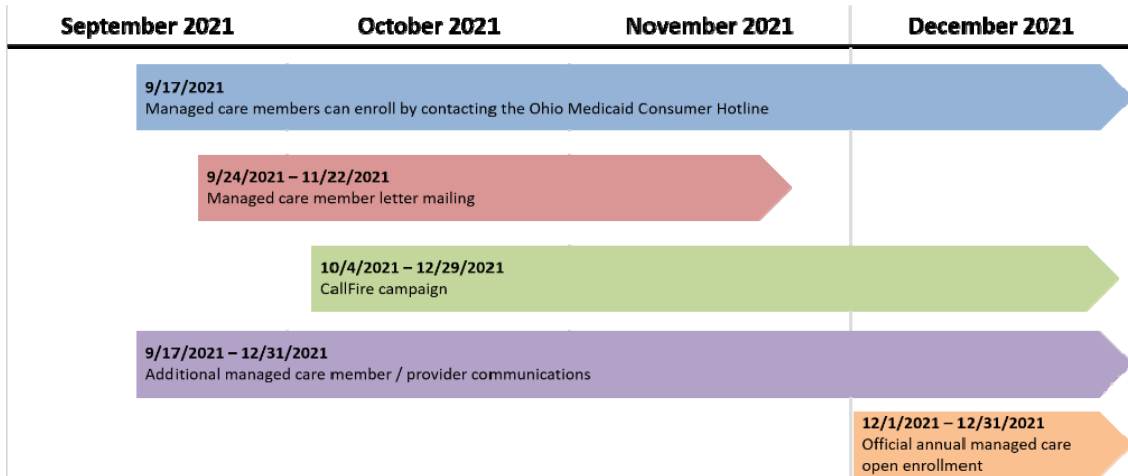 September 2021 October 2021 November 2021 December 2021
9/17/2021
Managed care members can enroll by contacting the Ohio Medicaid Consumer Hotline
9/24/2021 – 11/22/2021
Managed care member letter mailing
10/4/2021 – 12/29/2021
CallFire campaign
9/17/2021 – 12/31/2021
Additional managed care member / provider communications
12/1/2021 – 12/31/2021
Official annual managed care
open enrollment